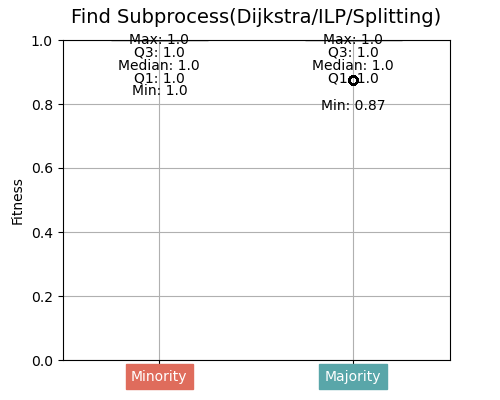 Find Subprocess(Dijkstra/ILP/Splitting)
Max: 1.0
Q3: 1.0
Median: 1.0
Q1: 1.0
Min: 1.0
Max: 1.0
Q3: 1.0
Median: 1.0
Q1: 1.0
Min: 0.87
1.0
0.8
0.6
0.4
0.2
0.0
Fitness
Minority
Majority